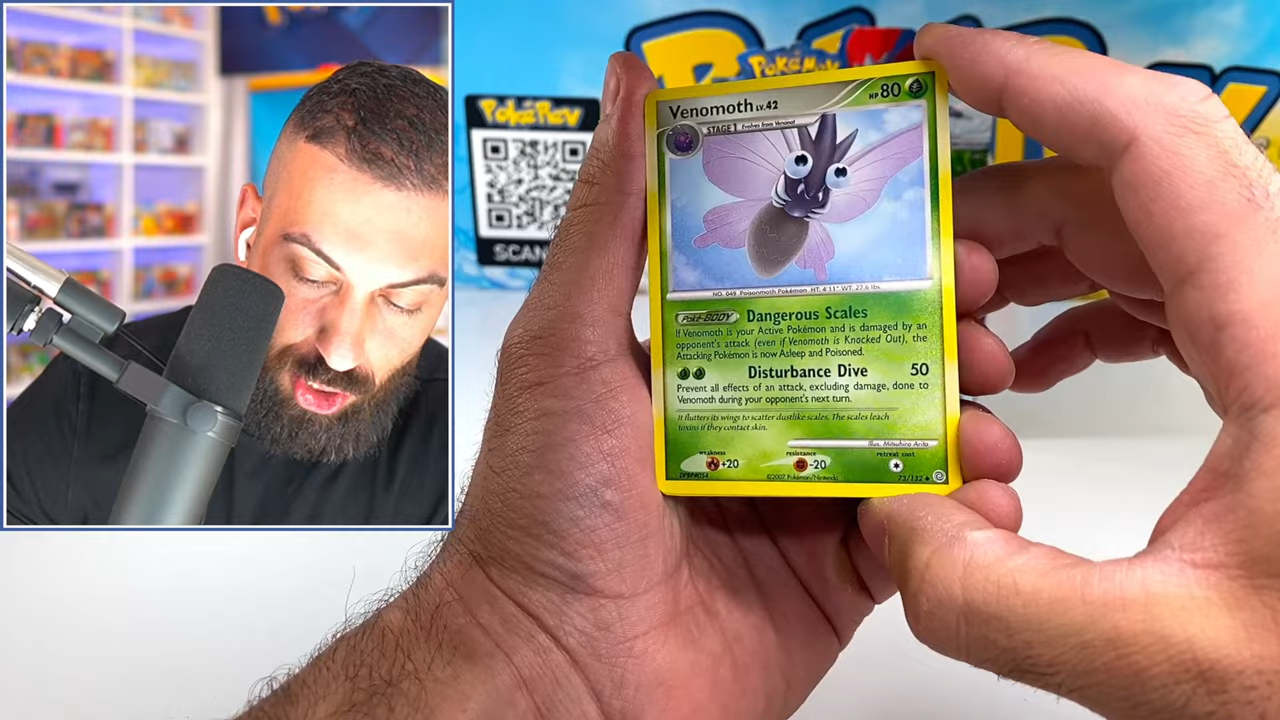 Pokémon
PokéRev
SCAN
Venomoth LV.42
HP 80
STAGE 1 Evolves from Venonat
NO. 049 Poisonmoth Pokémon HT: 4'11" WT: 27.6 lbs.
Poké-BODY Dangerous Scales
If Venomoth is your Active Pokémon and is damaged by an
opponent's attack (even if Venomoth is Knocked Out), the
Attacking Pokémon is now Asleep and Poisoned.
Disturbance Dive 50
Prevent all effects of an attack, excluding damage, done to
Venomoth during your opponent's next turn.
It flutters its wings to scatter dustlike scales. The scales leach
toxins if they contact skin.
Illus. Mitsuhiro Arita
weakness resistance retreat cost
+20 -20
©2007 Pokémon/Nintendo 73/132